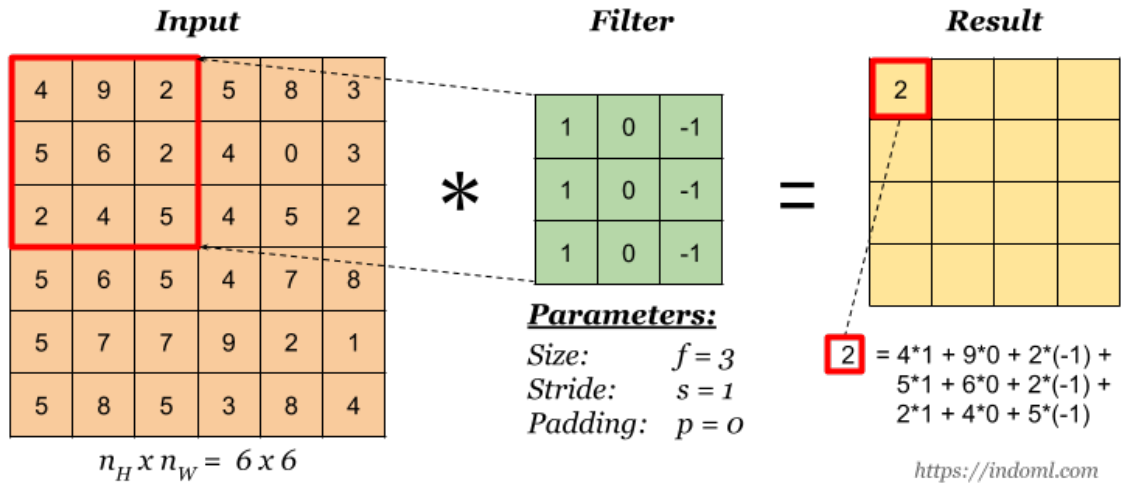 Input
Filter
Result
4 9 2 5 8 3
5 6 2 4 0 3
2 4 5 4 5 2
5 6 5 4 7 8
5 7 7 9 2 1
5 8 5 3 8 4
n_H x n_W = 6 x 6
*
1 0 -1
1 0 -1
1 0 -1
Parameters:
Size: f = 3
Stride: s = 1
Padding: p = 0
=
2
2 = 4*1 + 9*0 + 2*(-1) +
5*1 + 6*0 + 2*(-1) +
2*1 + 4*0 + 5*(-1)
https://indoml.com